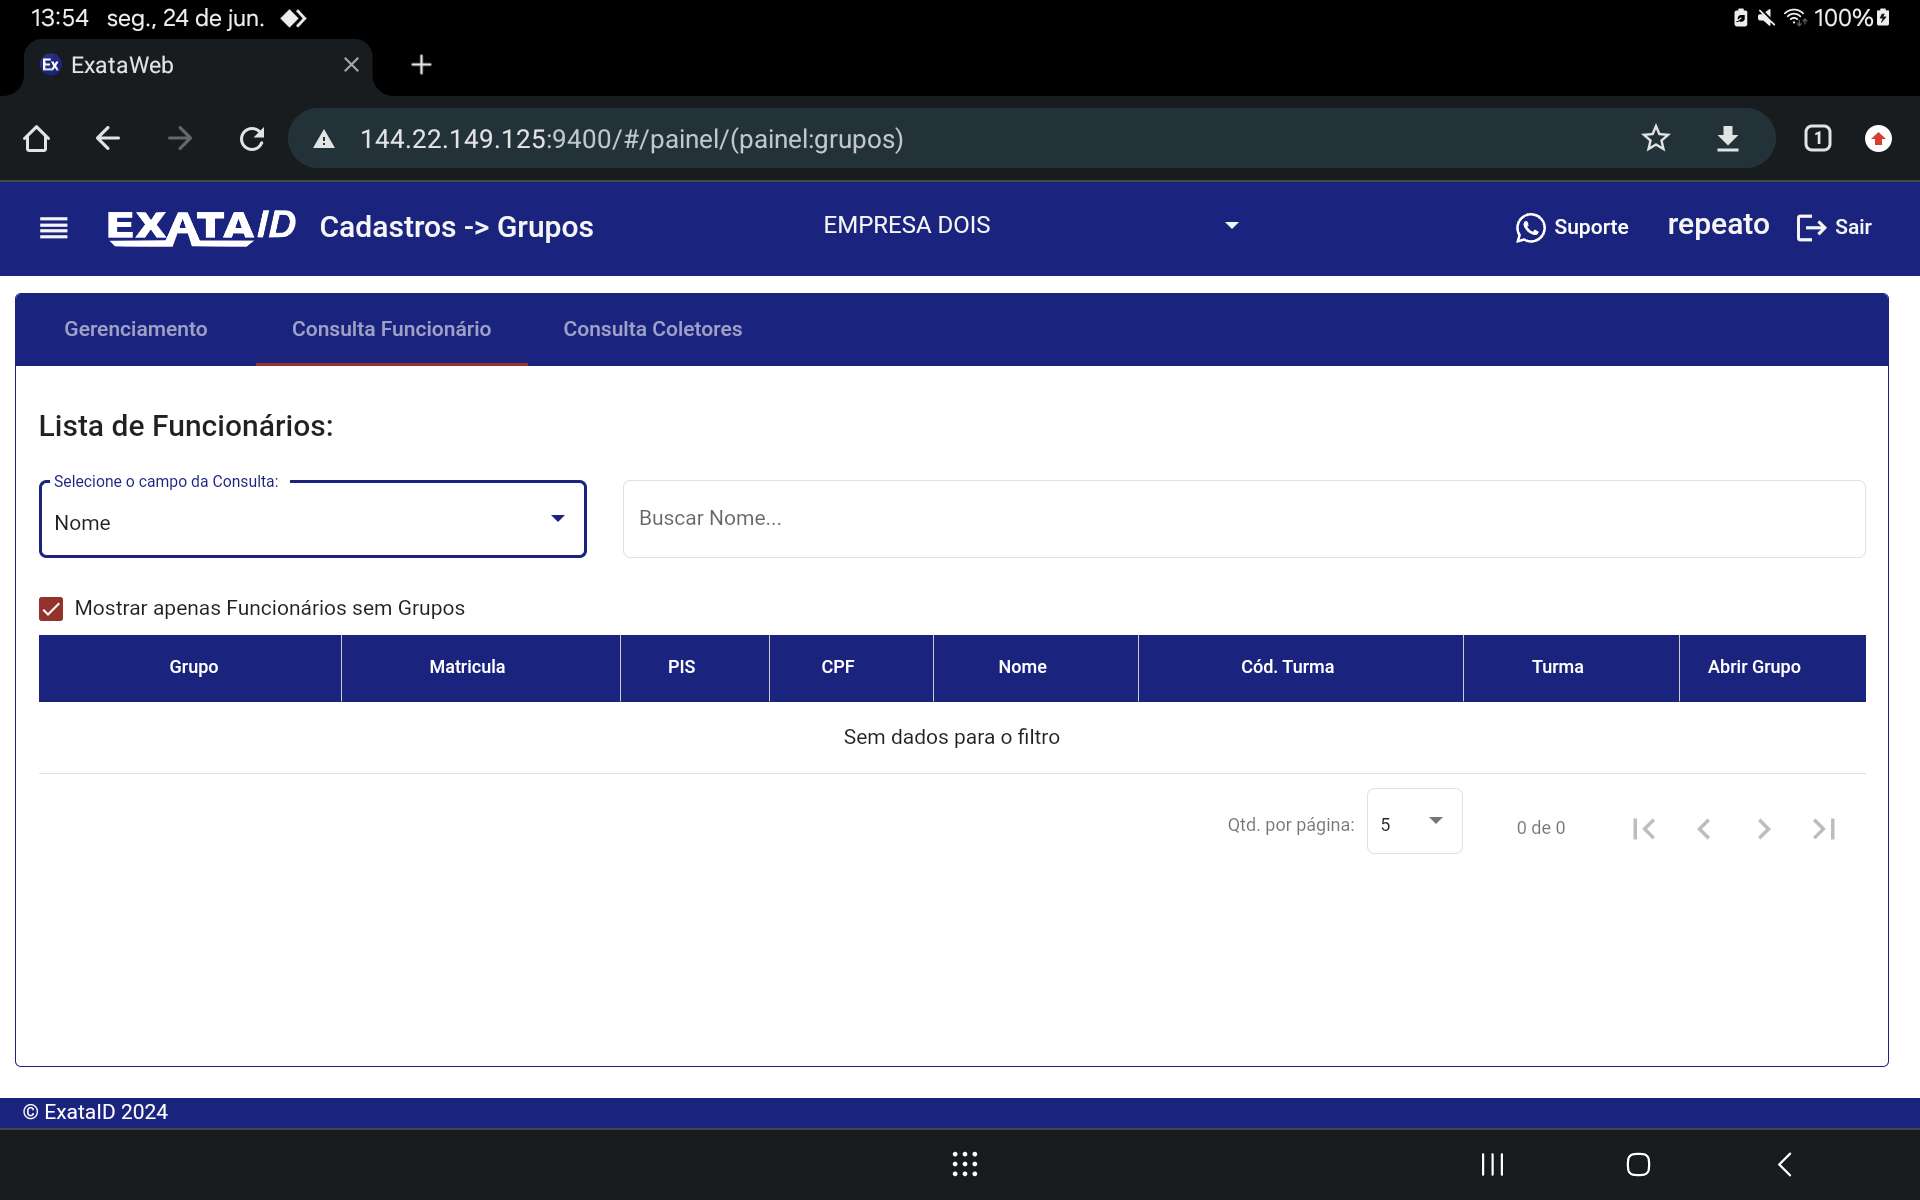 13:54 seg., 24 de jun. 100%
Ex ExataWeb
144.22.149.125:9400/#/painel/(painel:grupos) 1
EXATAID Cadastros -> Grupos EMPRESA DOIS Suporte repeato Sair
Gerenciamento Consulta Funcionário Consulta Coletores
Lista de Funcionários:
Selecione o campo da Consulta:
Nome Buscar Nome...
Mostrar apenas Funcionários sem Grupos
Grupo Matricula PIS CPF Nome Cód. Turma Turma Abrir Grupo
Sem dados para o filtro
Qtd. por página: 5 0 de 0
© ExataID 2024